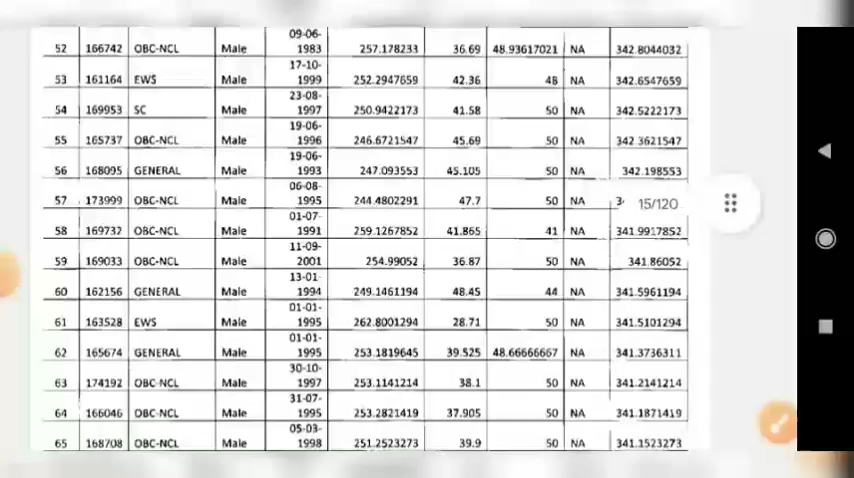 52 166742 OBC-NCL Male 09-06-1983 257.178233 36.69 48.93617021 NA 342.8044032
53 161164 EWS Male 17-10-1999 252.2947659 42.36 48 NA 342.6547659
54 169953 SC Male 23-08-1997 250.9422173 41.58 50 NA 342.5222173
55 165737 OBC-NCL Male 19-06-1996 246.6721547 45.69 50 NA 342.3621547
56 168095 GENERAL Male 19-06-1993 247.093553 45.105 50 NA 342.198553
57 173999 OBC-NCL Male 06-08-1995 244.4802291 47.7 50 NA
15/120
58 169732 OBC-NCL Male 01-07-1991 259.1267852 41.865 41 NA 341.9917852
59 169033 OBC-NCL Male 11-09-2001 254.99052 36.87 50 NA 341.86052
60 162156 GENERAL Male 13-01-1994 249.1461194 48.45 44 NA 341.5961194
61 163528 EWS Male 01-01-1995 262.8001294 28.71 50 NA 341.5101294
62 165674 GENERAL Male 01-01-1995 253.1819645 39.525 48.66666667 NA 341.3736311
63 174192 OBC-NCL Male 30-10-1997 253.1141214 38.1 50 NA 341.2141214
64 166046 OBC-NCL Male 31-07-1995 253.2821419 37.905 50 NA 341.1871419
65 168708 OBC-NCL Male 05-03-1998 251.2523273 39.9 50 NA 341.1523273